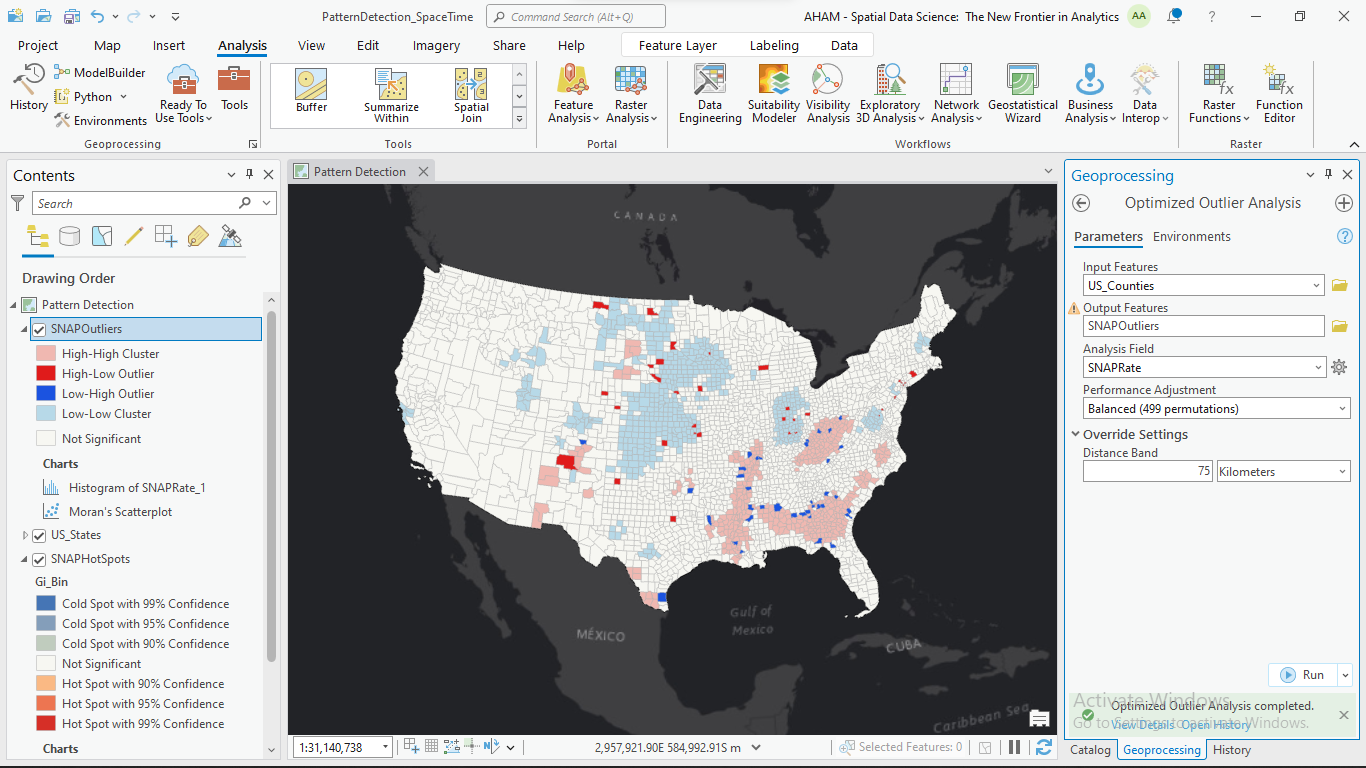 PatternDetection_SpaceTime
Command Search (Alt+Q)
AHAM - Spatial Data Science: The New Frontier in Analytics
AA
Project
Map
Insert
Analysis
View
Edit
Imagery
Share
Help
Feature Layer
Labeling
Data
History
ModelBuilder
Python
Environments
Ready To
Use Tools
Tools
Geoprocessing
Buffer
Summarize
Within
Spatial
Join
Tools
Feature
Analysis
Raster
Analysis
Portal
Data
Engineering
Suitability
Modeler
Visibility
Analysis
Exploratory
3D Analysis
Network
Analysis
Geostatistical
Wizard
Business
Analysis
Data
Interop
Workflows
Raster
Functions
Function
Editor
Raster
Contents
Search
Drawing Order
Pattern Detection
SNAPOutliers
High-High Cluster
High-Low Outlier
Low-High Outlier
Low-Low Cluster
Not Significant
Charts
Histogram of SNAPRate_1
Moran's Scatterplot
US_States
SNAPHotSpots
Gi_Bin
Cold Spot with 99% Confidence
Cold Spot with 95% Confidence
Cold Spot with 90% Confidence
Not Significant
Hot Spot with 90% Confidence
Hot Spot with 95% Confidence
Hot Spot with 99% Confidence
Charts
Pattern Detection
CANADA
MÉXICO
Gulf of
Mexico
CUBA
Caribbean Sea
1:31,140,738
2,957,921.90E 584,992.91S m
Selected Features: 0
Geoprocessing
Optimized Outlier Analysis
Parameters
Environments
Input Features
US_Counties
Output Features
SNAPOutliers
Analysis Field
SNAPRate
Performance Adjustment
Balanced (499 permutations)
Override Settings
Distance Band
75
Kilometers
Run
Activate Windows
Optimized Outlier Analysis completed.
Go to Settings to activate Windows.
View Details
Open History
Catalog
Geoprocessing
History